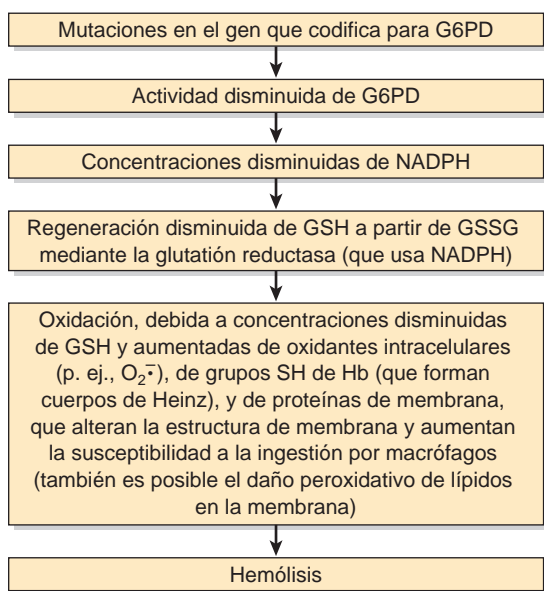 Mutaciones en el gen que codifica para G6PD
Actividad disminuida de G6PD
Concentraciones disminuidas de NADPH
Regeneración disminuida de GSH a partir de GSSG
mediante la glutatión reductasa (que usa NADPH)
Oxidación, debida a concentraciones disminuidas
de GSH y aumentadas de oxidantes intracelulares
(p. ej., O₂⁻•), de grupos SH de Hb (que forman
cuerpos de Heinz), y de proteínas de membrana,
que alteran la estructura de membrana y aumentan
la susceptibilidad a la ingestión por macrófagos
(también es posible el daño peroxidativo de lípidos
en la membrana)
Hemólisis